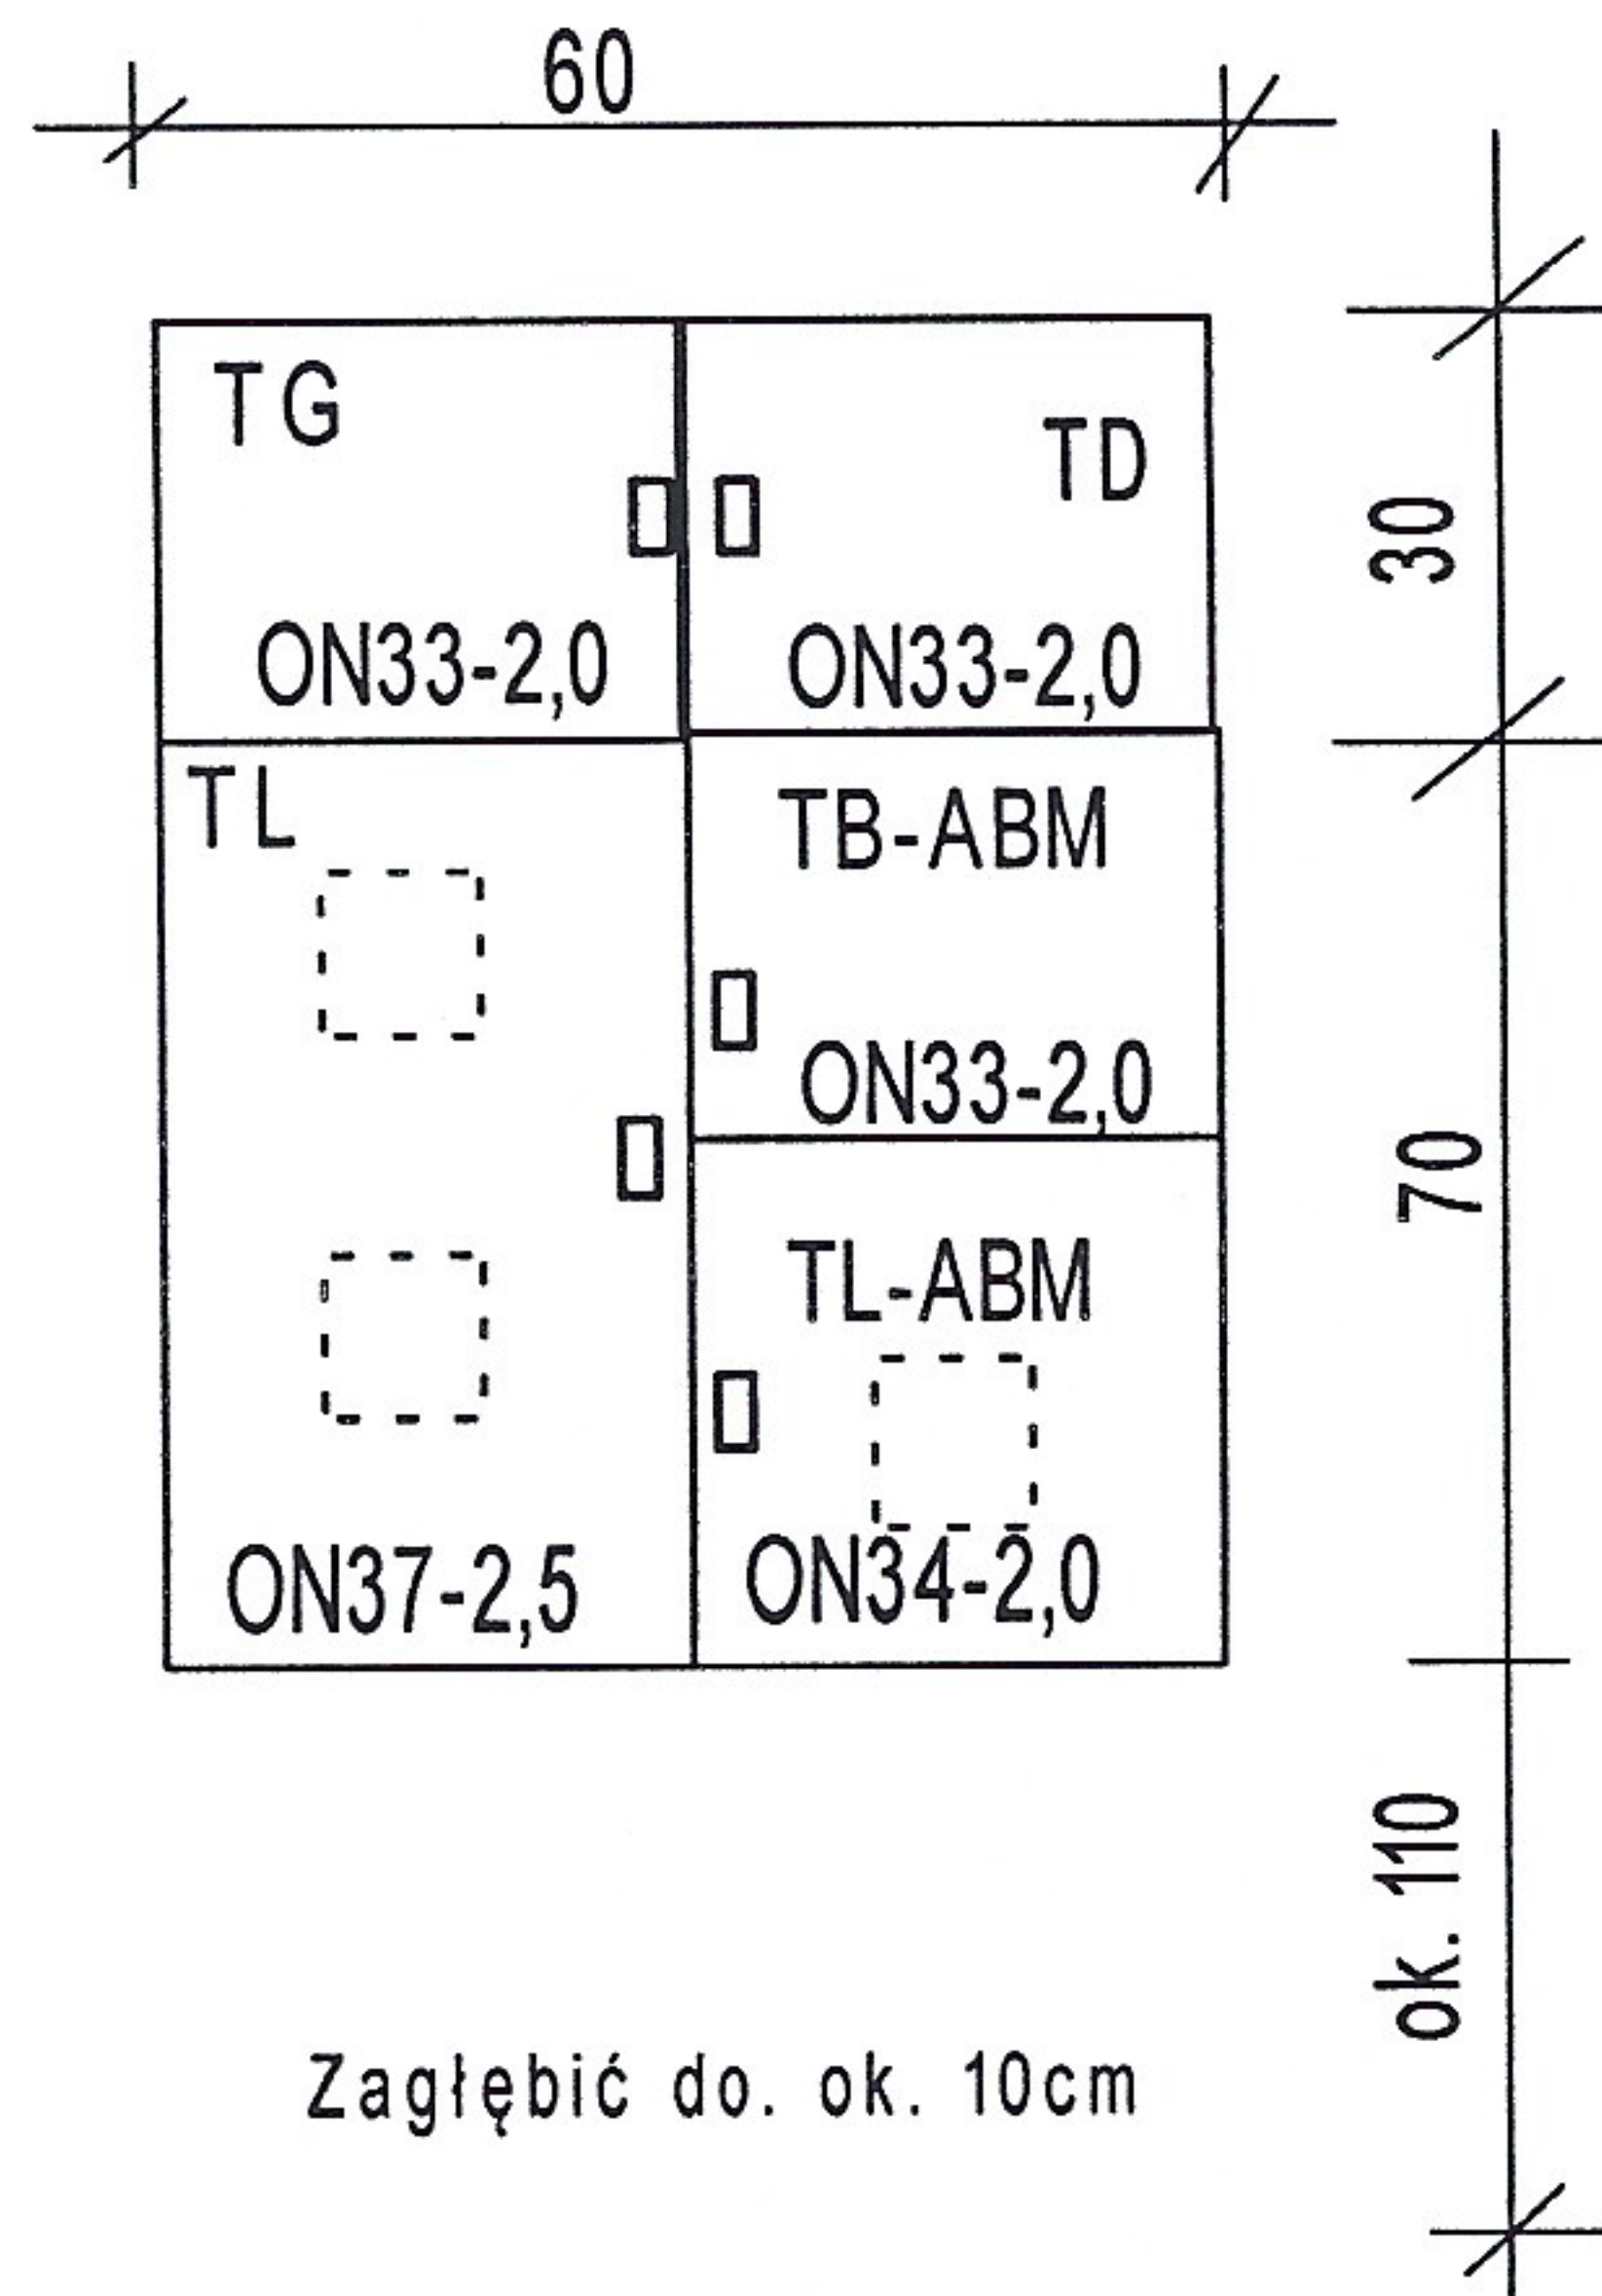 60
TG
TD
30
ON33-2,0
ON33-2,0
TL
TB-ABM
ON33-2,0
70
TL-ABM
ON37-2,5
ON34-2,0
ok. 110
Zagłębić do. ok. 10cm